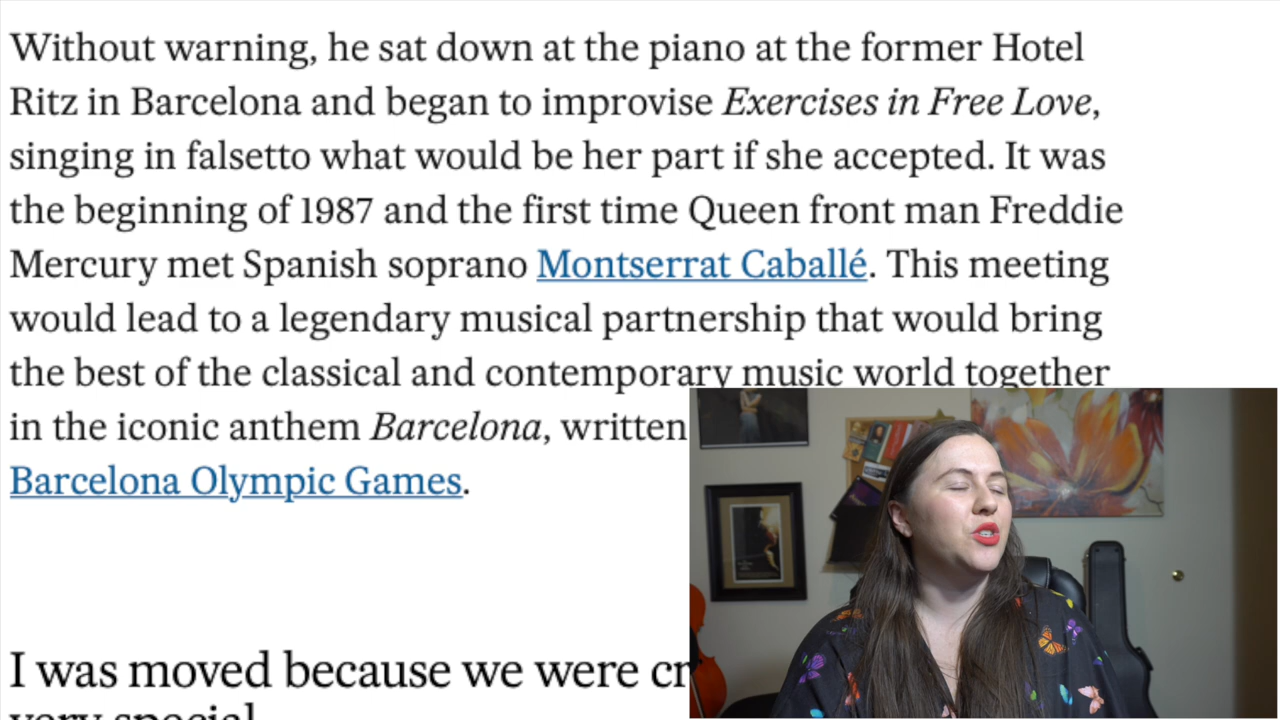 Without warning, he sat down at the piano at the former Hotel
Ritz in Barcelona and began to improvise Exercises in Free Love,
singing in falsetto what would be her part if she accepted. It was
the beginning of 1987 and the first time Queen front man Freddie
Mercury met Spanish soprano Montserrat Caballé. This meeting
would lead to a legendary musical partnership that would bring
the best of the classical and contemporary music world together
in the iconic anthem Barcelona, written
Barcelona Olympic Games.
I was moved because we were
very special